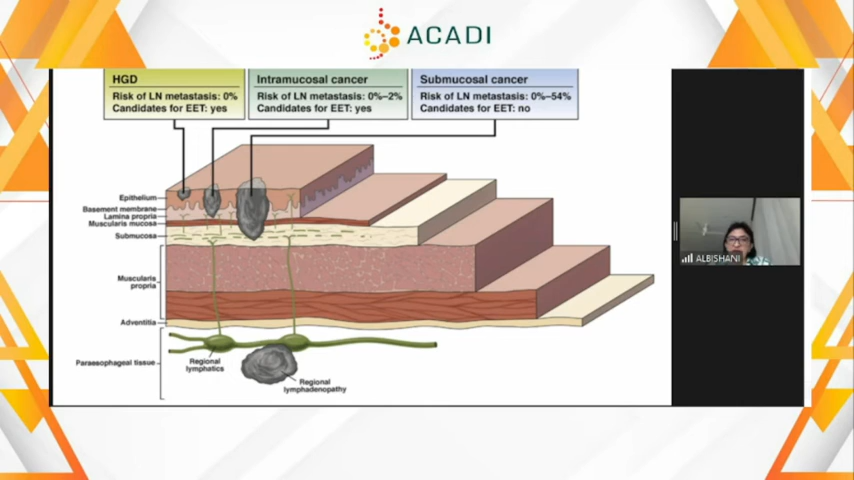 ACADI
HGD
Risk of LN metastasis: 0%
Candidates for EET: yes
Intramucosal cancer
Risk of LN metastasis: 0%–2%
Candidates for EET: yes
Submucosal cancer
Risk of LN metastasis: 0%–54%
Candidates for EET: no
Epithelium
Basement membrane
Lamina propria
Muscularis mucosa
Submucosa
Muscularis
propria
Adventitia
Paraesophageal tissue
Regional
lymphatics
Regional
lymphadenopathy
ALBISHANI